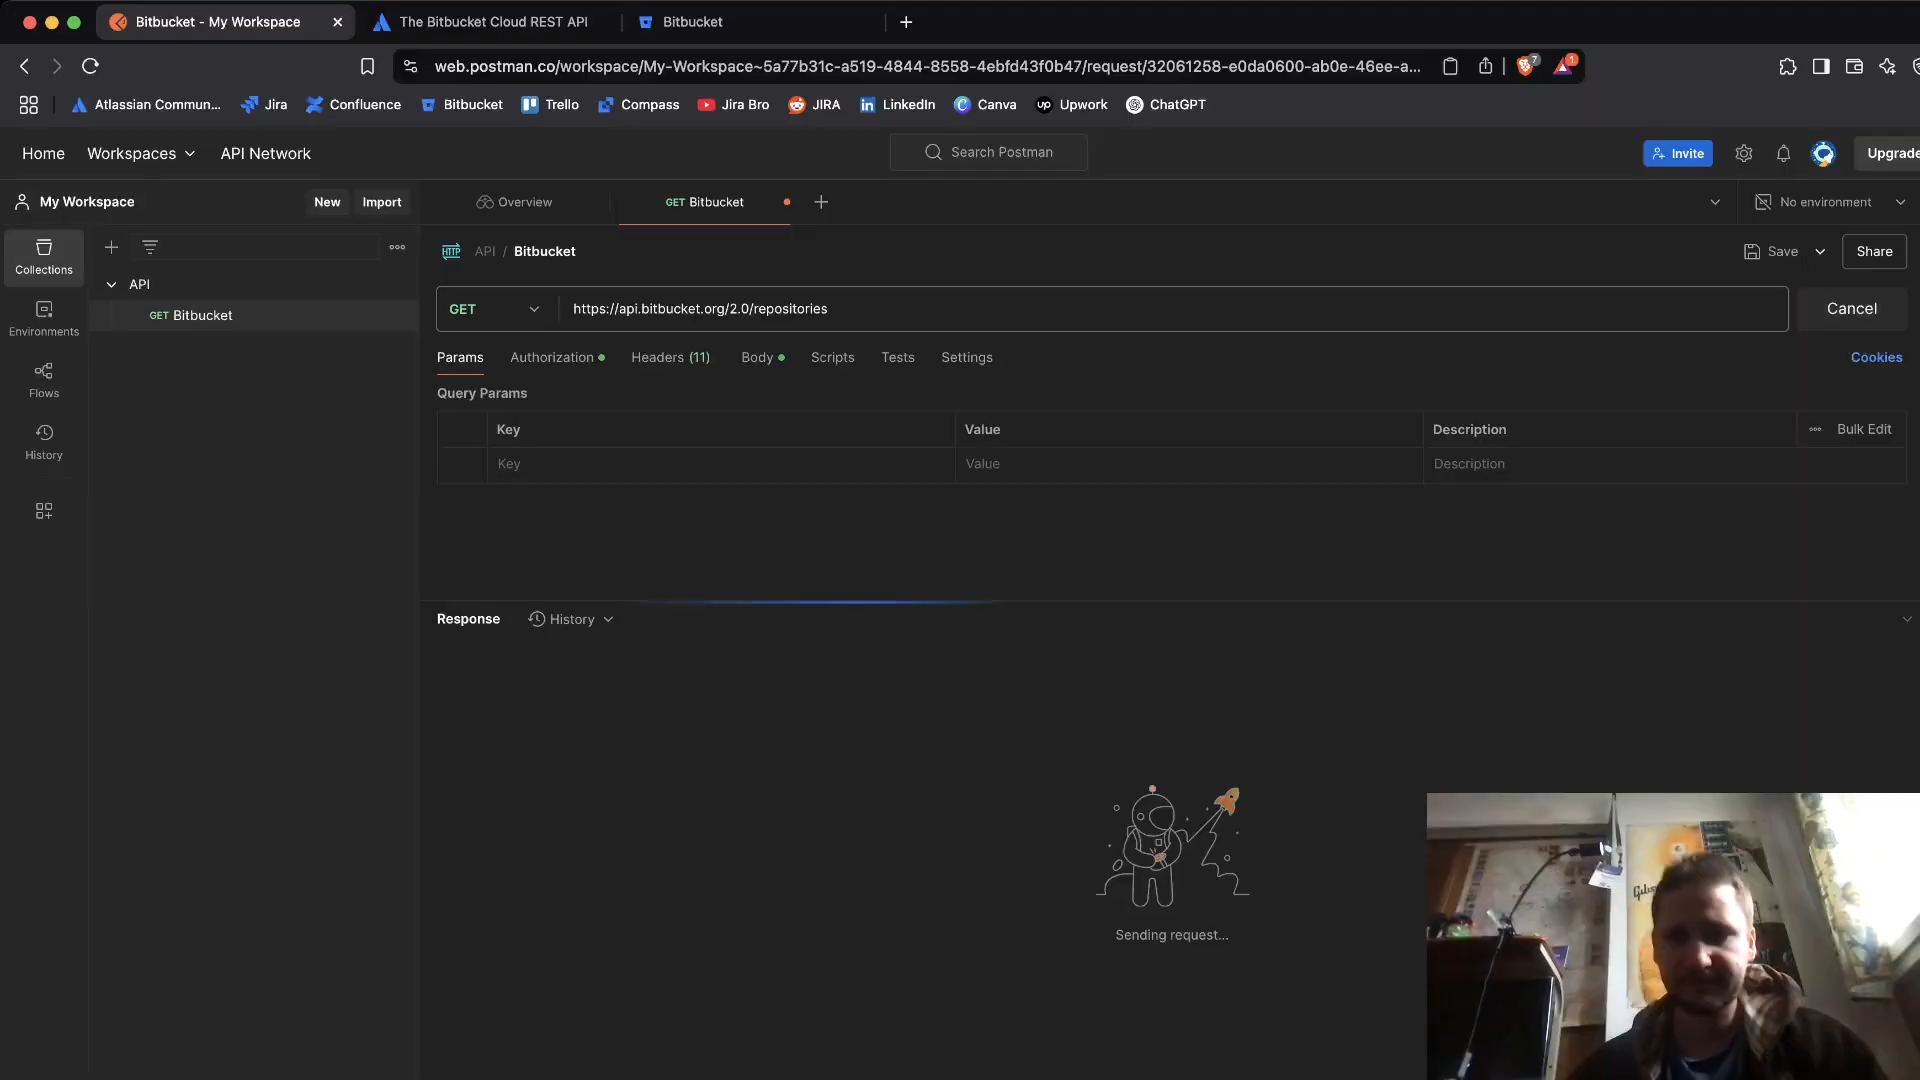 Bitbucket - My Workspace
The Bitbucket Cloud REST API
Bitbucket
web.postman.co/workspace/My-Workspace~5a77b31c-a519-4844-8558-4ebfd43f0b47/request/32061258-e0da0600-ab0e-46ee-a...
7
1
Atlassian Commun...
Jira
Confluence
Bitbucket
Trello
Compass
Jira Bro
JIRA
LinkedIn
Canva
up Upwork
ChatGPT
Home
Workspaces
API Network
Search Postman
Invite
Upgrade
My Workspace
New
Import
Overview
GET Bitbucket
No environment
Collections
API
GET Bitbucket
Environments
Flows
History
HTTP
API / Bitbucket
Save
Share
GET
https://api.bitbucket.org/2.0/repositories
Cancel
Params
Authorization
Headers (11)
Body
Scripts
Tests
Settings
Cookies
Query Params
Key
Value
Description
Bulk Edit
Key
Value
Description
Response
History
Sending request...